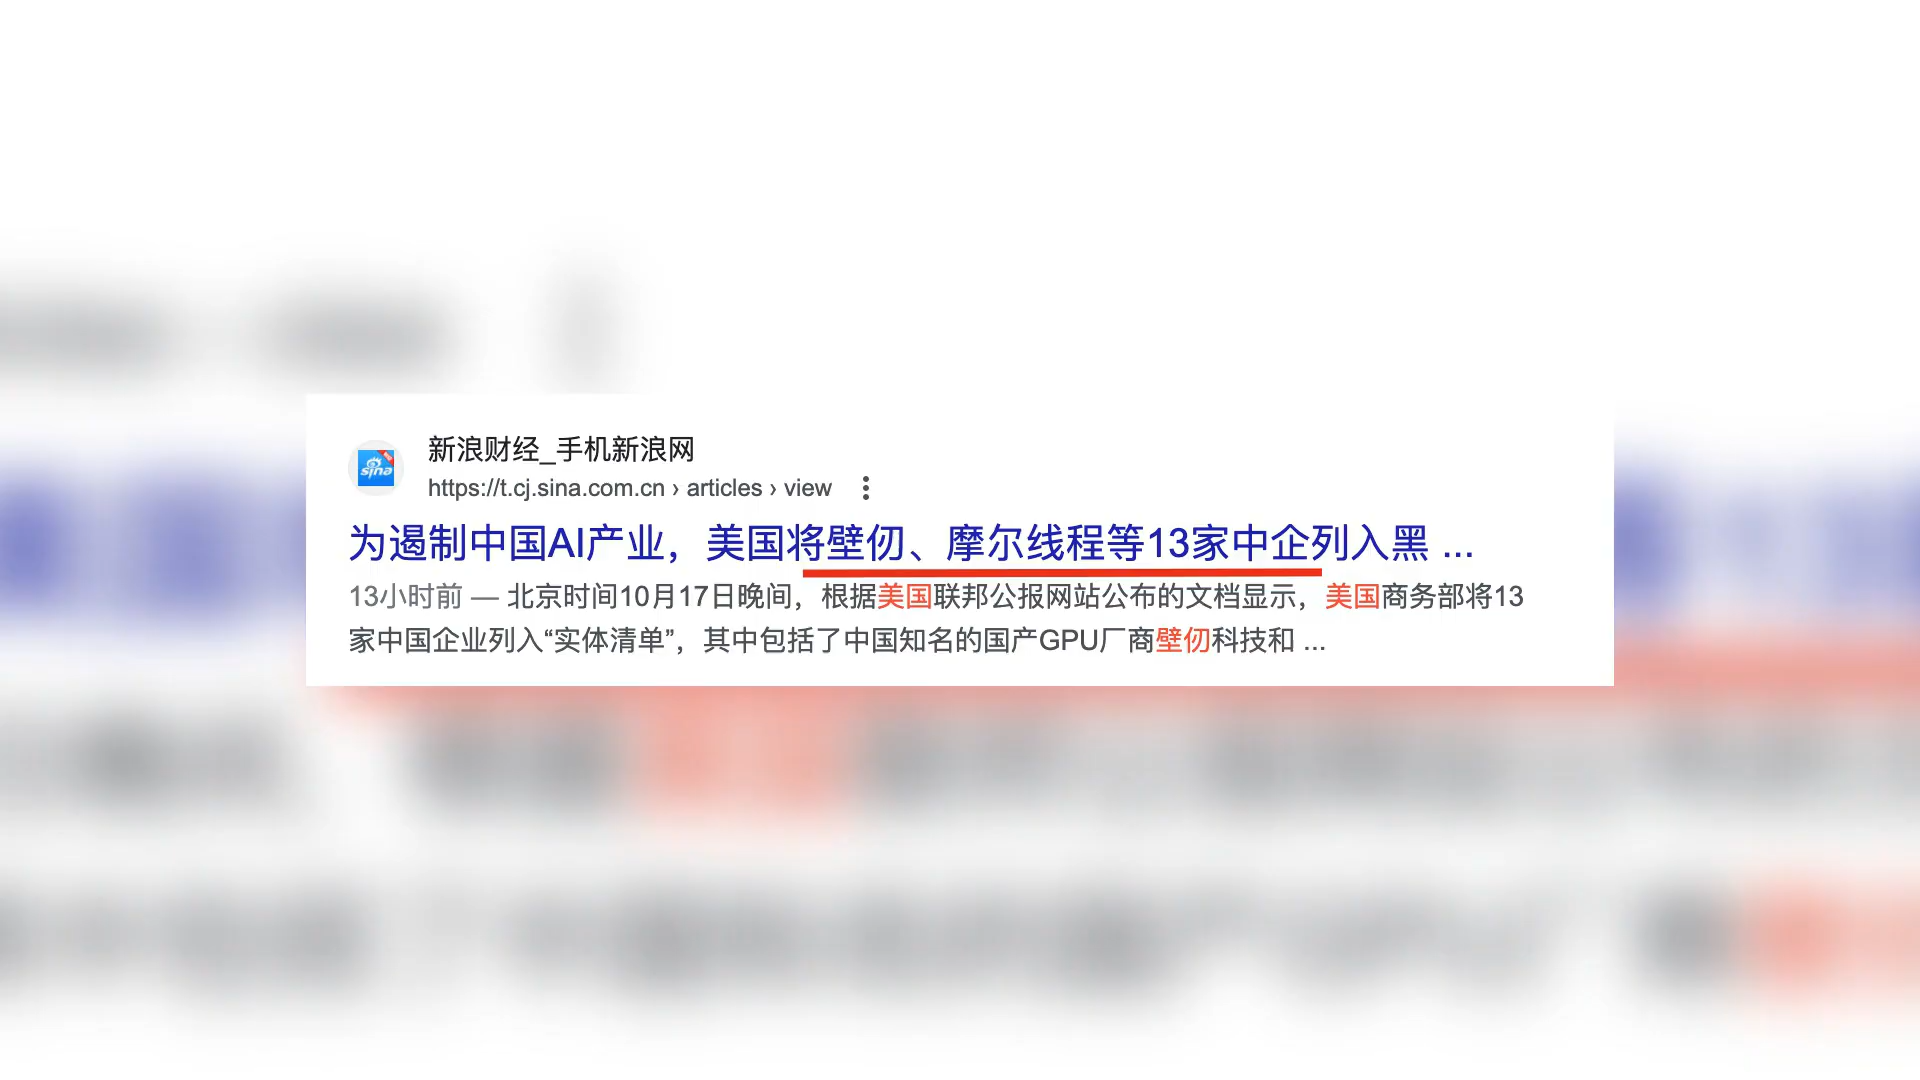 新浪财经_手机新浪网
sina
https://t.cj.sina.com.cn › articles › view
为遏制中国AI产业，美国将壁仞、摩尔线程等13家中企列入黑 ...
13小时前 — 北京时间10月17日晚间，根据美国联邦公报网站公布的文档显示，美国商务部将13
家中国企业列入“实体清单”，其中包括了中国知名的国产GPU厂商壁仞科技和 ...